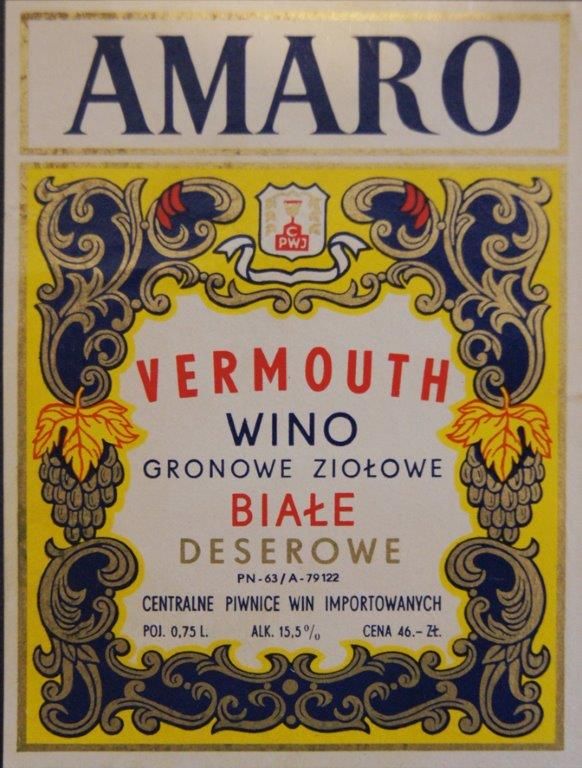 AMARO
C
PWJ
VERMOUTH
WINO
GRONOWE ZIOŁOWE
BIAŁE
DESEROWE
PN-63/A-79122
CENTRALNE PIWNICE WIN IMPORTOWANYCH
POJ. 0,75 L. ALK. 15,5% CENA 46.- ZŁ.